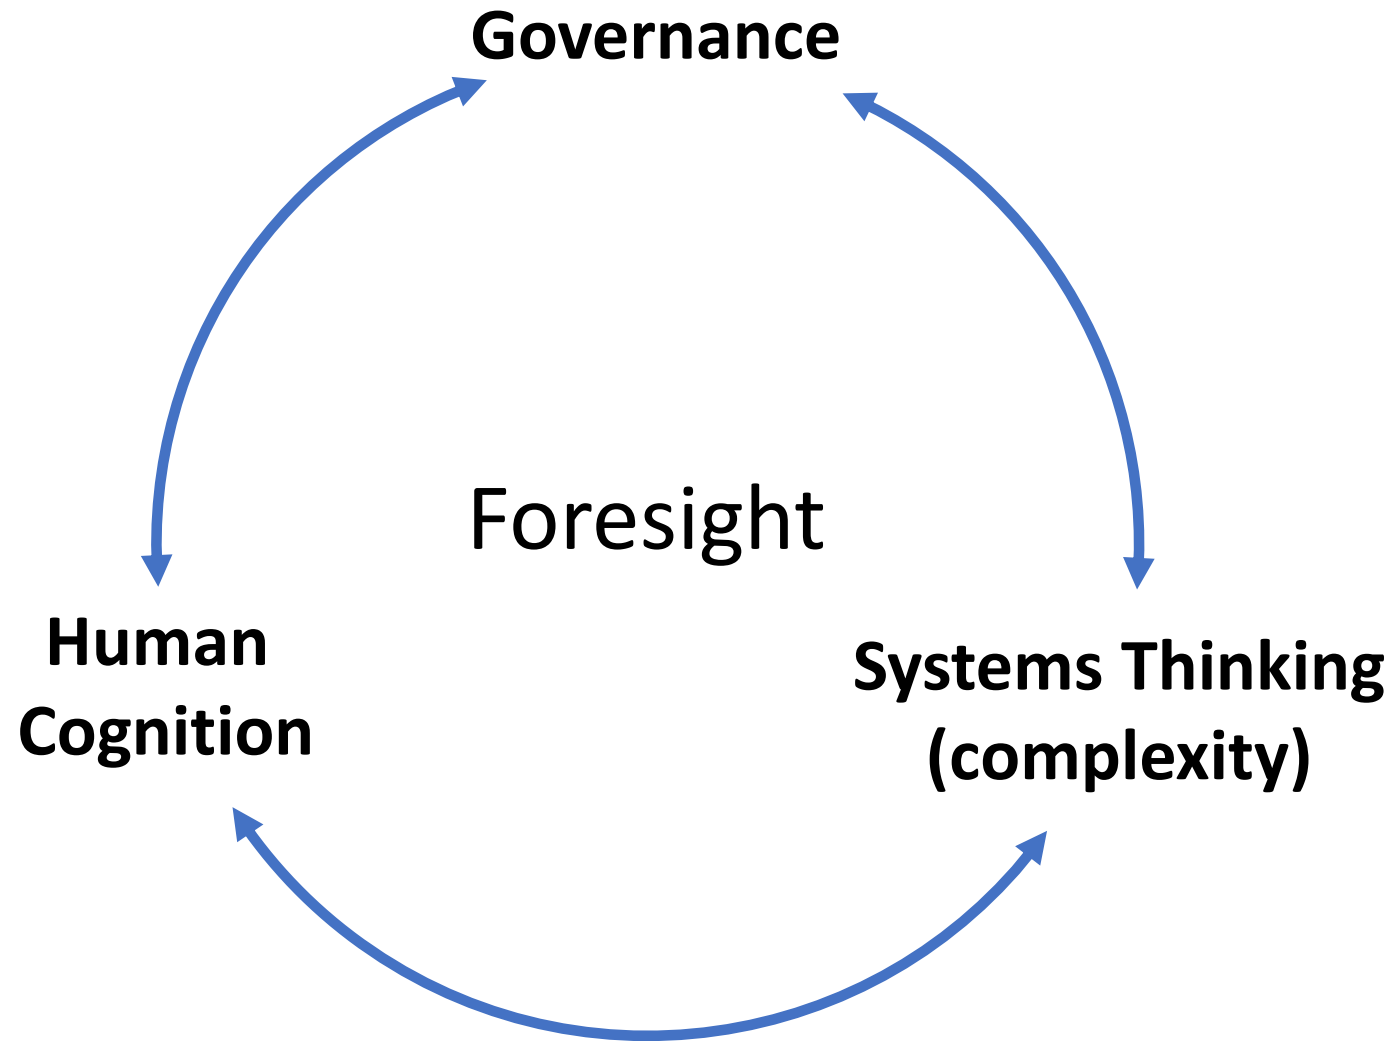 Governance
Foresight
Human
Cognition
Systems Thinking
(complexity)